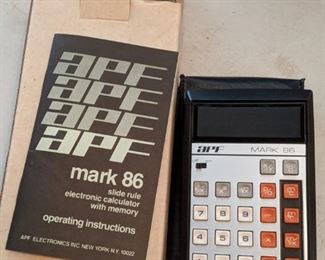 apf
apf
apf
apf
mark 86
slide rule
electronic calculator
with memory
operating instructions
APF ELECTRONICS INC. NEW YORK N.Y. 10022
apf MARK 86
7 8 9
4 5 6